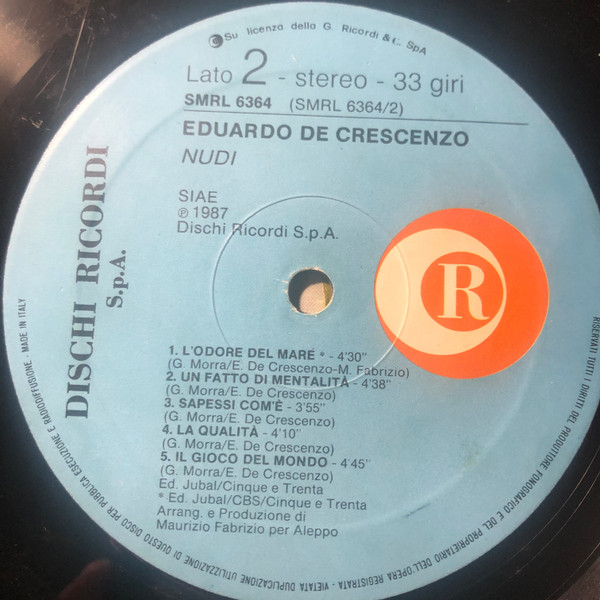 Ⓒ Su licenza della G. Ricordi & C. SpA
Lato 2 - stereo - 33 giri
SMRL 6364 (SMRL 6364/2)
EDUARDO DE CRESCENZO
NUDI
SIAE
℗ 1987
Dischi Ricordi S.p.A.
DISCHI RICORDI
S.p.A.
R
1. L'ODORE DEL MARE * - 4'30"
(G. Morra/E. De Crescenzo-M. Fabrizio)
2. UN FATTO DI MENTALITÀ - 4'38"
(G. Morra/E. De Crescenzo)
3. SAPESSI COM'È - 3'55"
(G. Morra/E. De Crescenzo)
4. LA QUALITÀ - 4'10"
(G. Morra/E. De Crescenzo)
5. IL GIOCO DEL MONDO - 4'45"
(G. Morra/E. De Crescenzo)
Ed. Jubal/Cinque e Trenta
* Ed. Jubal/CBS/Cinque e Trenta
Arrang. e Produzione di
Maurizio Fabrizio per Aleppo
RISERVATI TUTTI I DIRITTI DEL PRODUTTORE FONOGRAFICO E DEL PROPRIETARIO DELL'OPERA REGISTRATA - VIETATA DUPLICAZIONE UTILIZZAZIONE DI QUESTO DISCO PER PUBBLICA ESECUZIONE E RADIODIFFUSIONE - MADE IN ITALY